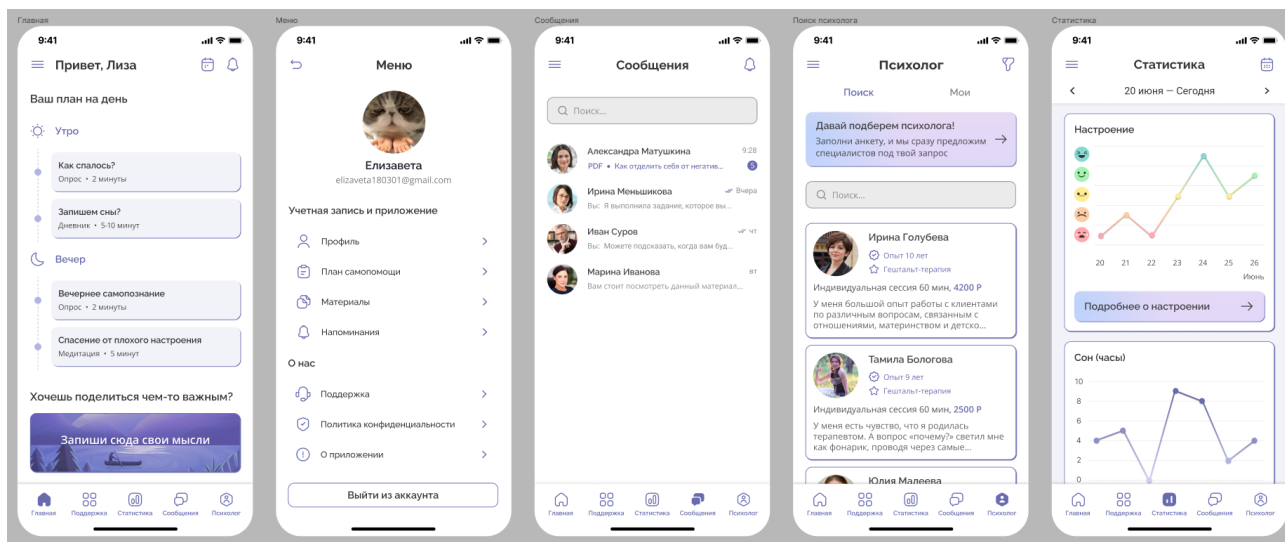 Главная
9:41
Привет, Лиза
Ваш план на день
Утро
Как спалось?
Опрос • 2 минуты
Запишем сны?
Дневник • 5-10 минут
Вечер
Вечернее самопознание
Опрос • 2 минуты
Спасение от плохого настроения
Медитация • 5 минут
Хочешь поделиться чем-то важным?
Запиши сюда свои мысли
Главная Поддержка Статистика Сообщения Психолог
Меню
9:41
Меню
Елизавета
elizaveta180301@gmail.com
Учетная запись и приложение
Профиль
План самопомощи
Материалы
Напоминания
О нас
Поддержка
Политика конфиденциальности
О приложении
Выйти из аккаунта
Сообщения
9:41
Сообщения
Поиск...
Александра Матушкина 9:28
PDF • Как отделить себя от негатив... 5
Ирина Меньшикова Вчера
Вы: Я выполнила задание, которое вы...
Иван Суров чт
Вы: Можете подсказать, когда вам буд...
Марина Иванова вт
Вам стоит посмотреть данный материал...
Главная Поддержка Статистика Сообщения Психолог
Поиск психолога
9:41
Психолог
Поиск Мои
Давай подберем психолога!
Заполни анкету, и мы сразу предложим
специалистов под твой запрос
Поиск...
Ирина Голубева
Опыт 10 лет
Гештальт-терапия
Индивидуальная сессия 60 мин, 4200 Р
У меня большой опыт работы с клиентами
по различным вопросам, связанным с
отношениями, материнством и детско...
Тамила Бологова
Опыт 9 лет
Гештальт-терапия
Индивидуальная сессия 60 мин, 2500 Р
У меня есть чувство, что я родилась
терапевтом. А вопрос «почему?» светил мне
как фонарик, проводя через самые...
Юлия Малеева
Главная Поддержка Статистика Сообщения Психолог
Статистика
9:41
Статистика
20 июня — Сегодня
Настроение
20 21 22 23 24 25 26
Июнь
Подробнее о настроении
Сон (часы)
10
8
6
4
2
0
Главная Поддержка Статистика Сообщения Психолог